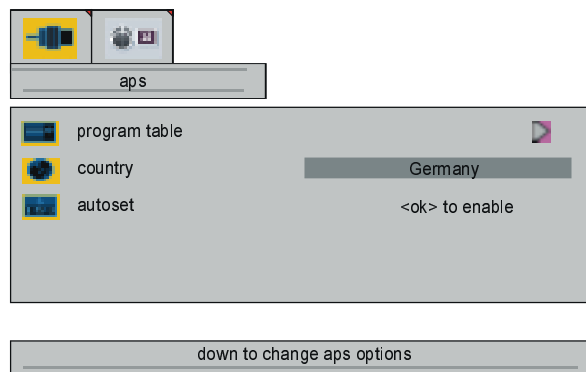 aps
program table
country Germany
autoset <ok> to enable
down to change aps options